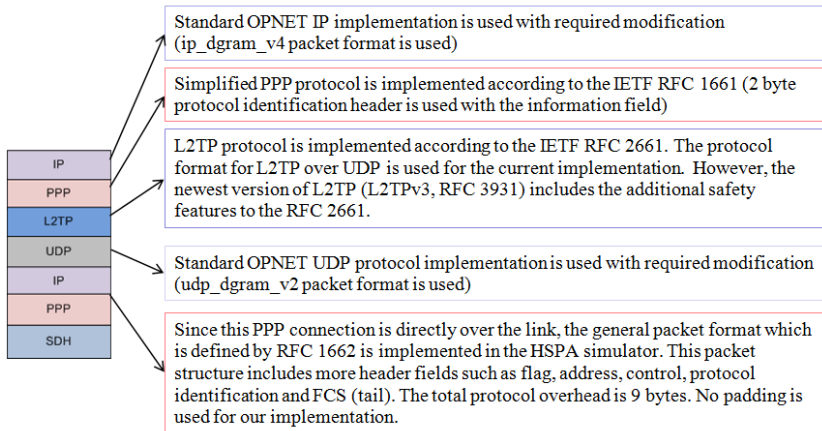 Standard OPNET IP implementation is used with required modification
(ip_dgram_v4 packet format is used)
Simplified PPP protocol is implemented according to the IETF RFC 1661 (2 byte
protocol identification header is used with the information field)
L2TP protocol is implemented according to the IETF RFC 2661. The protocol
format for L2TP over UDP is used for the current implementation. However, the
newest version of L2TP (L2TPv3, RFC 3931) includes the additional safety
features to the RFC 2661.
Standard OPNET UDP protocol implementation is used with required modification
(udp_dgram_v2 packet format is used)
Since this PPP connection is directly over the link, the general packet format which
is defined by RFC 1662 is implemented in the HSPA simulator. This packet
structure includes more header fields such as flag, address, control, protocol
identification and FCS (tail). The total protocol overhead is 9 bytes. No padding is
used for our implementation.
IP
PPP
L2TP
UDP
IP
PPP
SDH